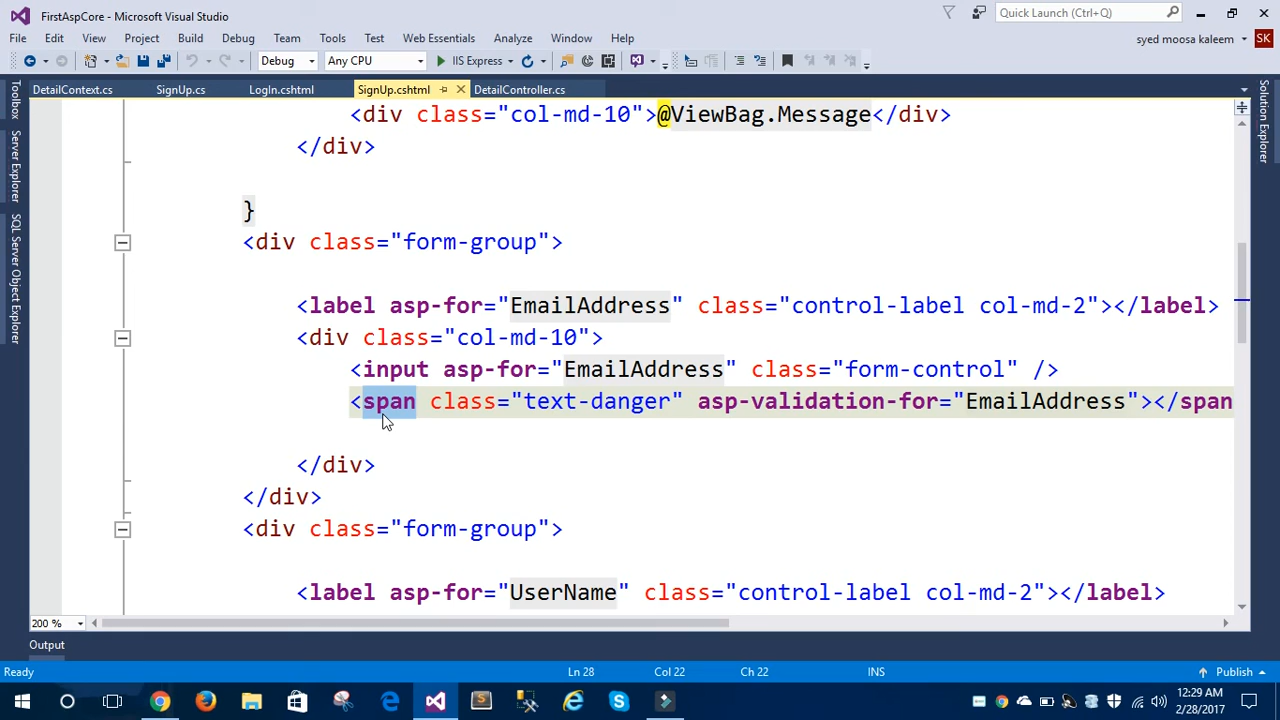 FirstAspCore - Microsoft Visual Studio
Quick Launch (Ctrl+Q)
File Edit View Project Build Debug Team Tools Test Web Essentials Analyze Window Help
syed moosa kaleem SK
Debug Any CPU IIS Express
DetailContext.cs SignUp.cs LogIn.cshtml SignUp.cshtml DetailController.cs
Toolbox
Server Explorer
SQL Server Object Explorer
Solution Explorer
<div class="col-md-10">@ViewBag.Message</div>
</div>
}
<div class="form-group">
<label asp-for="EmailAddress" class="control-label col-md-2"></label>
<div class="col-md-10">
<input asp-for="EmailAddress" class="form-control" />
<span class="text-danger" asp-validation-for="EmailAddress"></span
</div>
</div>
<div class="form-group">
<label asp-for="UserName" class="control-label col-md-2"></label>
200 %
Output
Ready Ln 28 Col 22 Ch 22 INS Publish
12:29 AM
2/28/2017